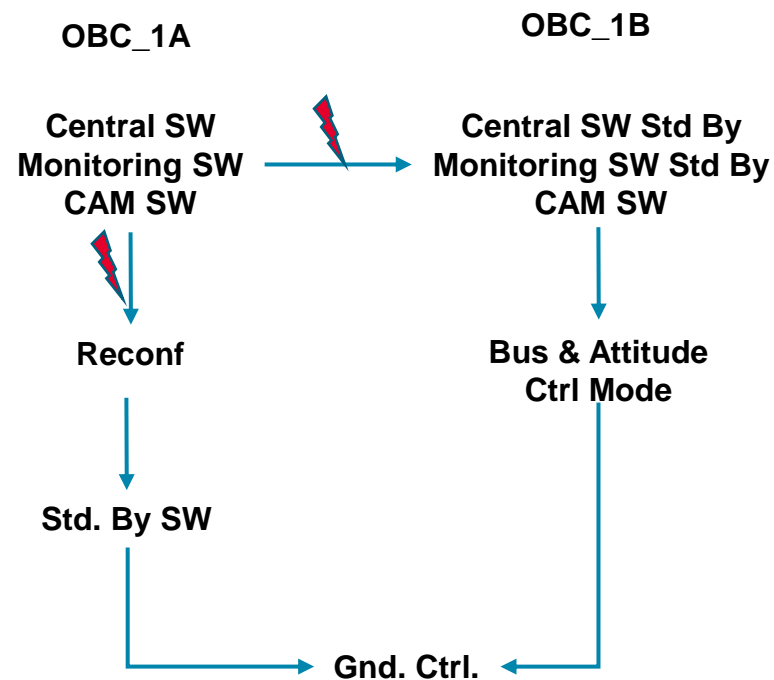 OBC_1A
OBC_1B
Central SW
Monitoring SW
CAM SW
Central SW Std By
Monitoring SW Std By
CAM SW
Reconf
Bus & Attitude
Ctrl Mode
Std. By SW
Gnd. Ctrl.